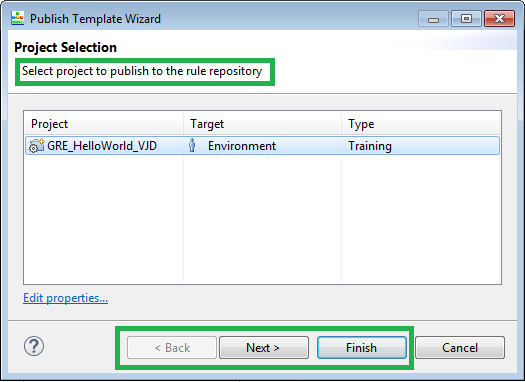 Publish Template Wizard
Project Selection
Select project to publish to the rule repository
Project Target Type
GRE_HelloWorld_VJD Environment Training
Edit properties...
? < Back Next > Finish Cancel